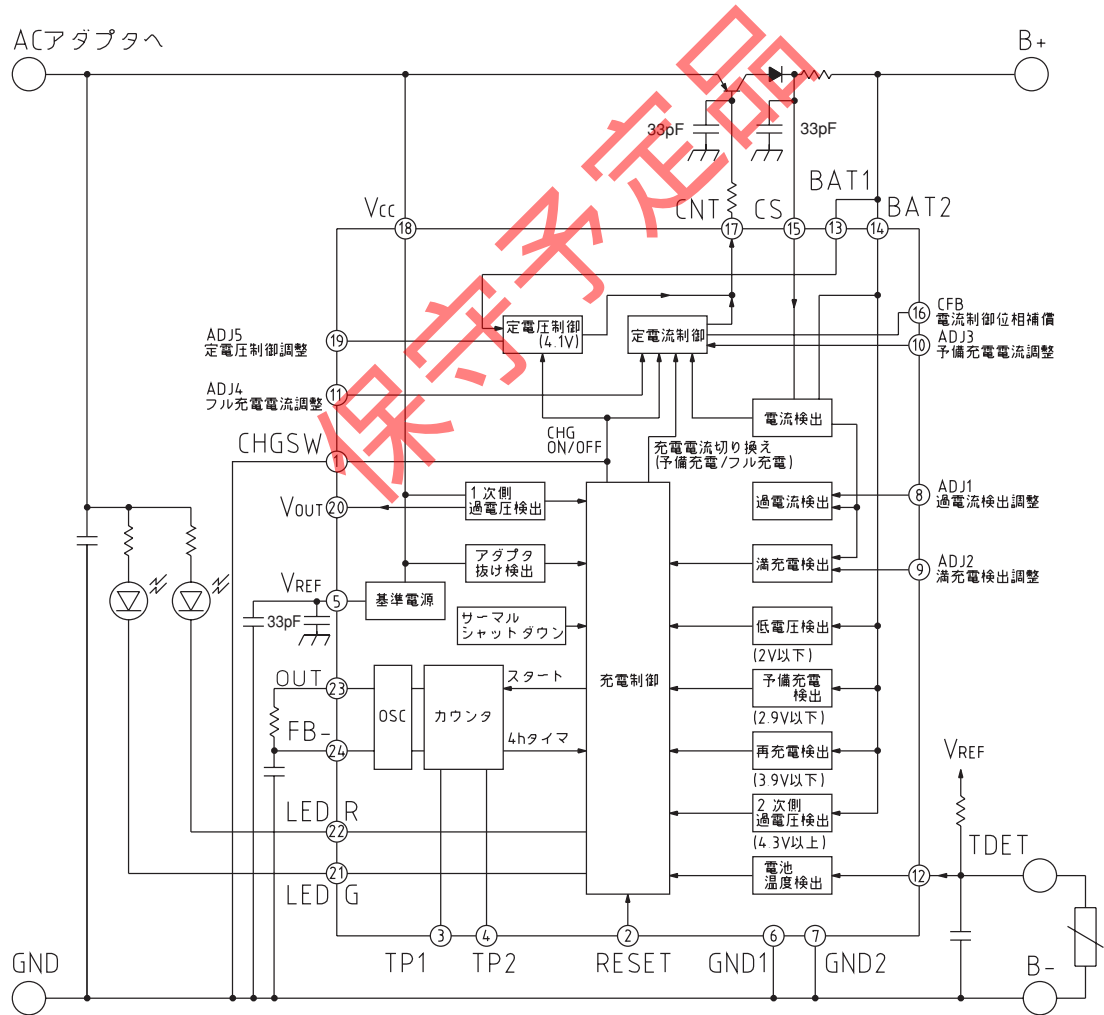 ACアダプタへ
B+
33pF
33pF
BAT1
VCC
CNT
CS
BAT2
18
17
15
13
14
16
CFB
電流制御位相補償
定電圧制御
(4.1V)
定電流制御
ADJ5
定電圧制御調整
19
10
ADJ3
予備充電電流調整
ADJ4
フル充電電流調整
11
電流検出
CHG
ON/OFF
充電電流切り換え
(予備充電/フル充電)
CHGSW
1
1次側
過電圧検出
過電流検出
8
ADJ1
過電流検出調整
VOUT
20
アダプタ
抜け検出
満充電検出
9
ADJ2
満充電検出調整
VREF
5
基準電源
33pF
サーマル
シャットダウン
低電圧検出
(2V以下)
OUT
23
スタート
充電制御
予備充電
検出
(2.9V以下)
OSC
カウンタ
FB-
24
4hタイマ
再充電検出
(3.9V以下)
VREF
2次側
過電圧検出
(4.3V以上)
LED R
22
TDET
21
LED G
電池
温度検出
12
3
4
2
6
7
TP1
TP2
RESET
GND1
GND2
GND
B-
保守予定品